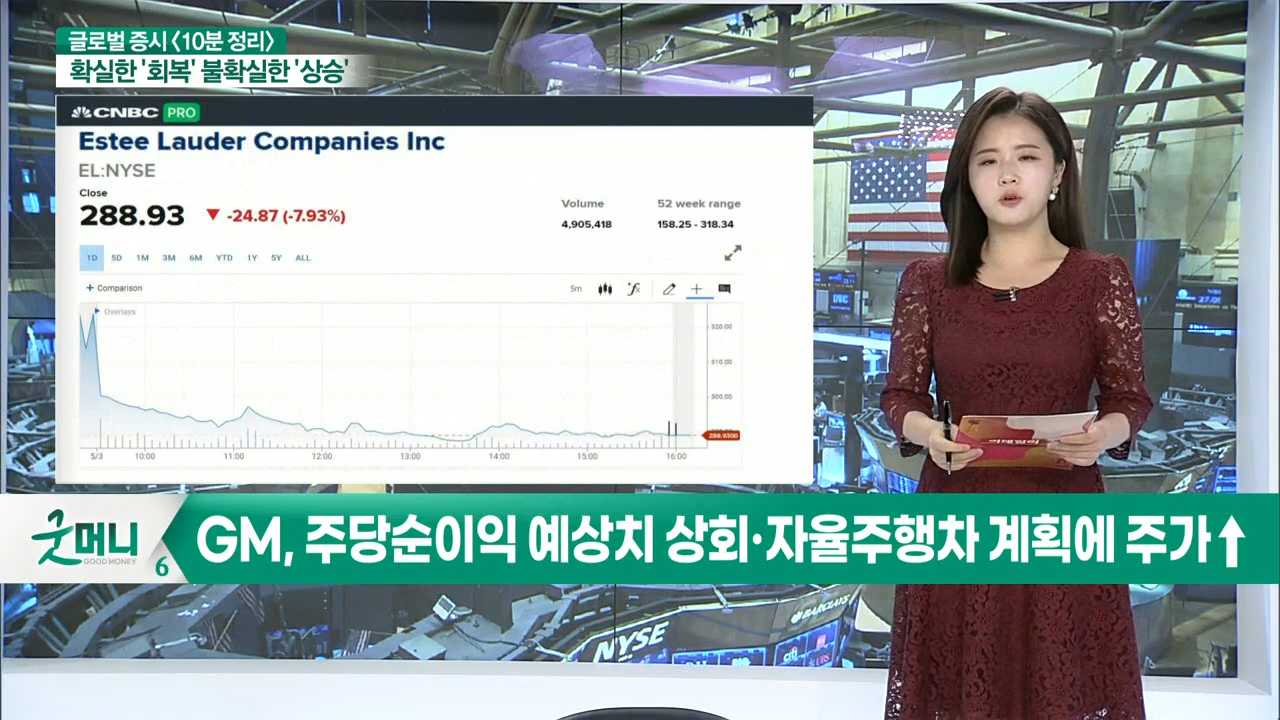 글로벌 증시 <10분 정리>
확실한 '회복' 불확실한 '상승'
CNBC PRO
Estee Lauder Companies Inc
EL:NYSE
Close
288.93 ▼ -24.87 (-7.93%)
Volume
4,905,418
52 week range
158.25 - 318.34
1D 5D 1M 3M 6M YTD 1Y 5Y ALL
+ Comparison
5m
Overlays
320.00
310.00
300.00
288.9300
5/3 10:00 11:00 12:00 13:00 14:00 15:00 16:00
굿머니
GOOD MONEY
6
GM, 주당순이익 예상치 상회·자율주행차 계획에 주가↑
NYSE
BARCLAYS
citi
UBS